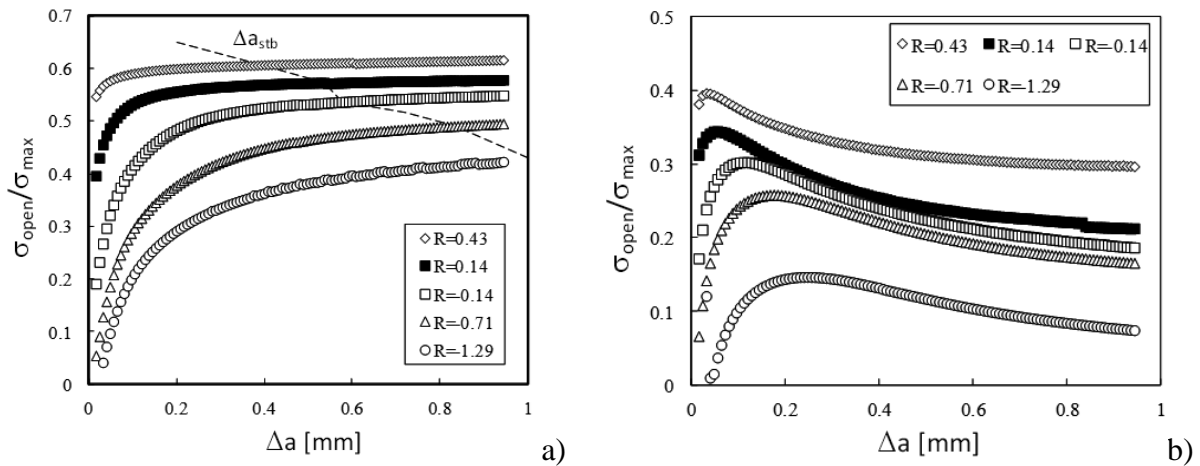 0.7
0.6
0.5
0.4
0.3
0.2
0.1
0
σopen/σmax
Δastb
R=0.43
R=0.14
R=-0.14
R=-0.71
R=-1.29
0 0.2 0.4 0.6 0.8 1
Δa [mm]
a)
0.5
0.4
0.3
0.2
0.1
0
σopen/σmax
R=0.43 R=0.14 R=-0.14
R=-0.71 R=-1.29
0 0.2 0.4 0.6 0.8 1
Δa [mm]
b)